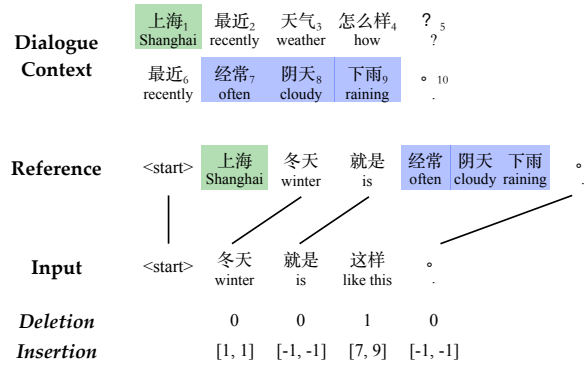 Dialogue Context
上海1 最近2 天气3 怎么样4 ？5
Shanghai recently weather how ?
最近6 经常7 阴天8 下雨9 。10
recently often cloudy raining .
Reference <start> 上海 冬天 就是 经常 阴天 下雨 。
Shanghai winter is often cloudy raining .
Input <start> 冬天 就是 这样 。
winter is like this .
Deletion 0 0 1 0
Insertion [1, 1] [-1, -1] [7, 9] [-1, -1]